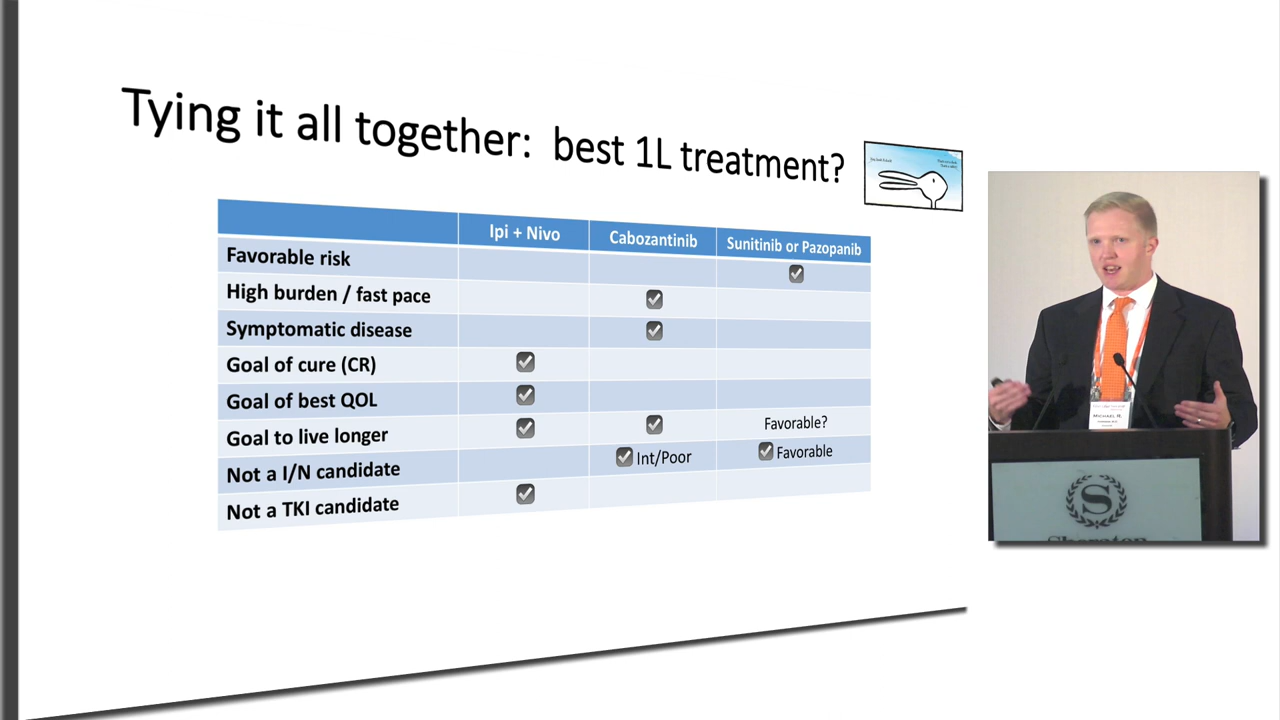 Tying it all together: best 1L treatment?
Ipi + Nivo Cabozantinib Sunitinib or Pazopanib
Favorable risk
High burden / fast pace
Symptomatic disease
Goal of cure (CR)
Goal of best QOL
Goal to live longer Favorable?
Not a I/N candidate Int/Poor Favorable
Not a TKI candidate
MICHAEL R.
S
Sheraton